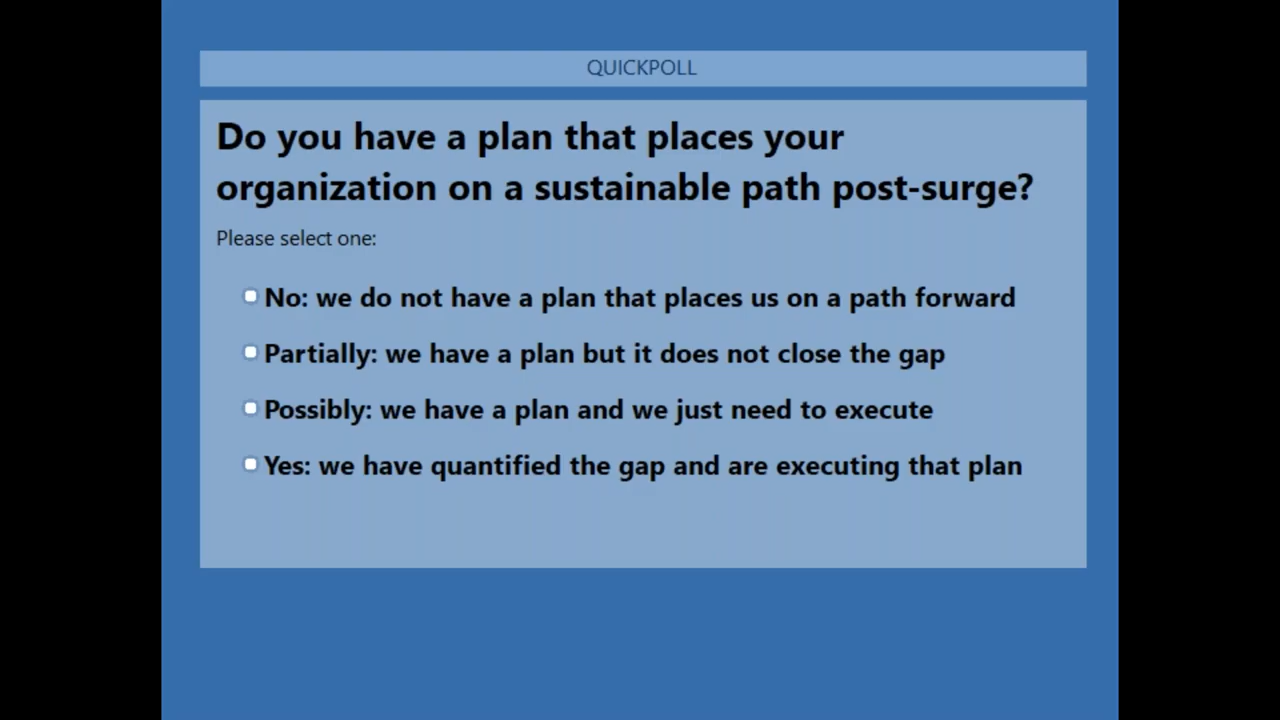 QUICKPOLL
Do you have a plan that places your
organization on a sustainable path post-surge?
Please select one:
No: we do not have a plan that places us on a path forward
Partially: we have a plan but it does not close the gap
Possibly: we have a plan and we just need to execute
Yes: we have quantified the gap and are executing that plan